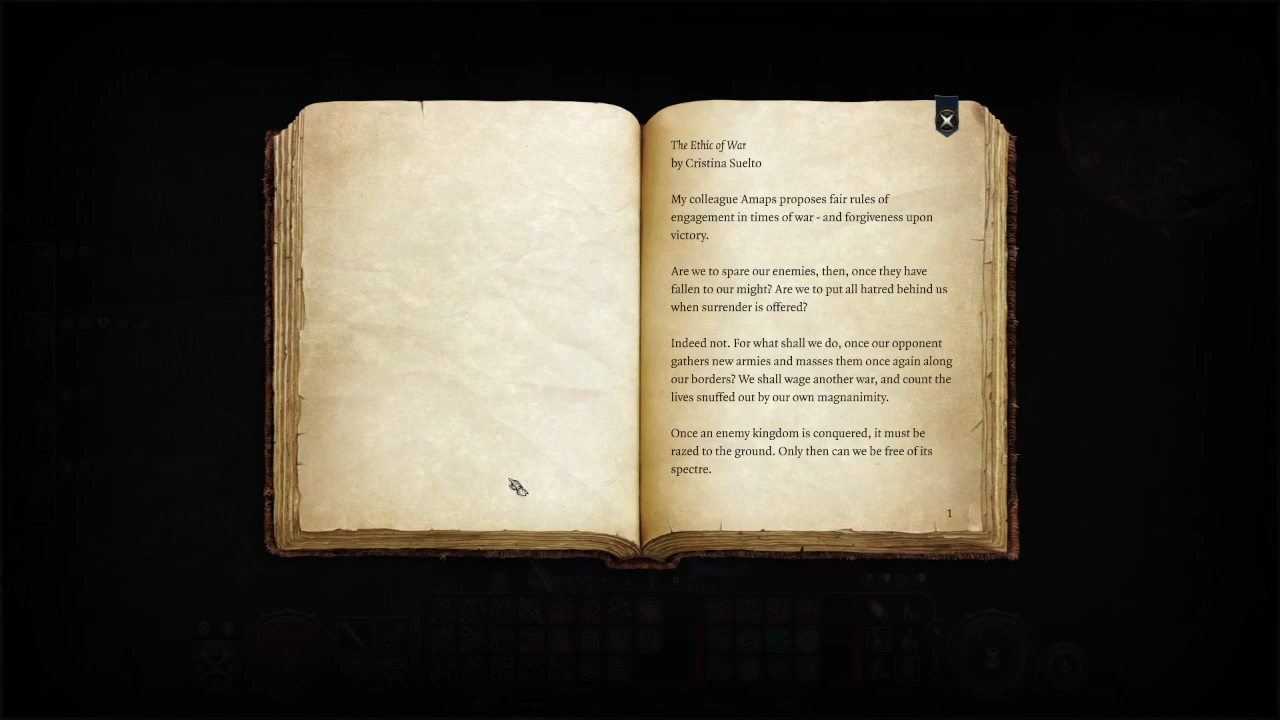 The Ethic of War
by Cristina Suelto
My colleague Amaps proposes fair rules of
engagement in times of war - and forgiveness upon
victory.
Are we to spare our enemies, then, once they have
fallen to our might? Are we to put all hatred behind us
when surrender is offered?
Indeed not. For what shall we do, once our opponent
gathers new armies and masses them once again along
our borders? We shall wage another war, and count the
lives snuffed out by our own magnanimity.
Once an enemy kingdom is conquered, it must be
razed to the ground. Only then can we be free of its
spectre.
1